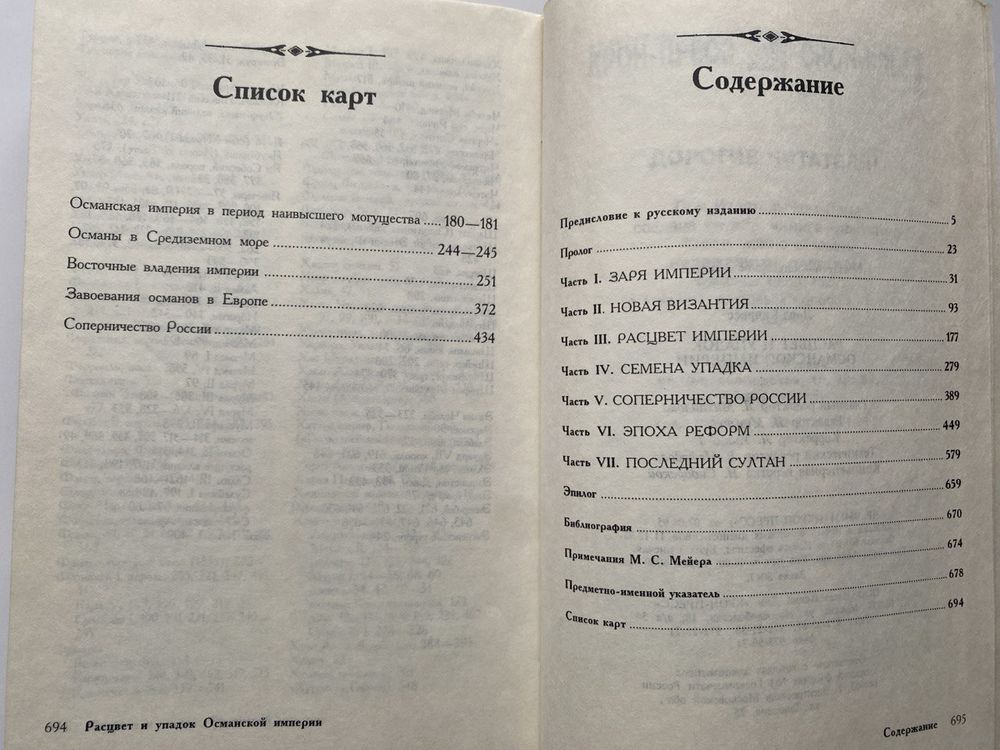 Список карт
Османская империя в период наивысшего могущества ..... 180—181
Османы в Средиземном море ..... 244—245
Восточные владения империи ..... 251
Завоевания османов в Европе ..... 372
Соперничество России ..... 434
694 Расцвет и упадок Османской империи
Содержание
Предисловие к русскому изданию ..... 5
Пролог ..... 23
Часть I. ЗАРЯ ИМПЕРИИ ..... 31
Часть II. НОВАЯ ВИЗАНТИЯ ..... 93
Часть III. РАСЦВЕТ ИМПЕРИИ ..... 177
Часть IV. СЕМЕНА УПАДКА ..... 279
Часть V. СОПЕРНИЧЕСТВО РОССИИ ..... 389
Часть VI. ЭПОХА РЕФОРМ ..... 449
Часть VII. ПОСЛЕДНИЙ СУЛТАН ..... 579
Эпилог ..... 659
Библиография ..... 670
Примечания М. С. Мейера ..... 674
Предметно-именной указатель ..... 678
Список карт ..... 694
Содержание 695